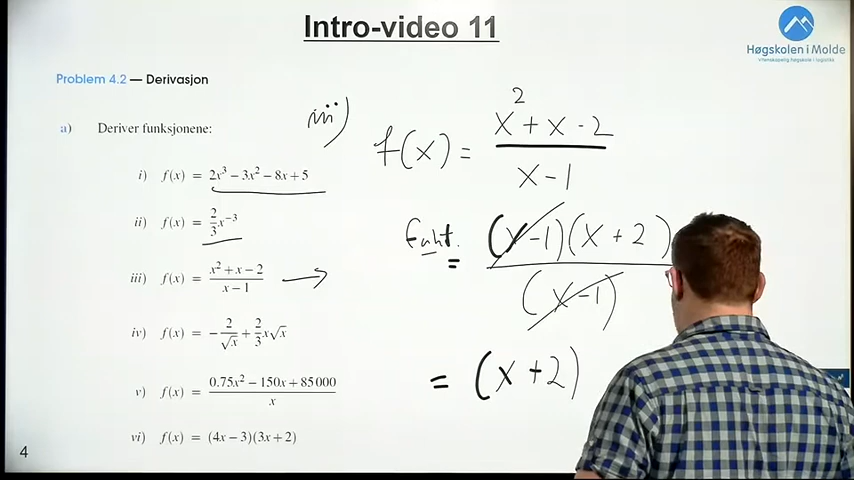 Intro-video 11
Høgskolen i Molde
Vitenskapelig høgskole i logistikk
Problem 4.2 — Derivasjon
a) Deriver funksjonene:
i) f(x) = 2x³ − 3x² − 8x + 5
ii) f(x) = 2/3 x⁻³
iii) f(x) = (x² + x − 2)/(x − 1)
iv) f(x) = −2/√x + 2/3 x√x
v) f(x) = (0.75x² − 150x + 85 000)/x
vi) f(x) = (4x − 3)(3x + 2)
4
iii)
f(x) = (x² + x − 2)/(x − 1)
= (x − 1)(x + 2)/(x − 1)
= (x + 2)